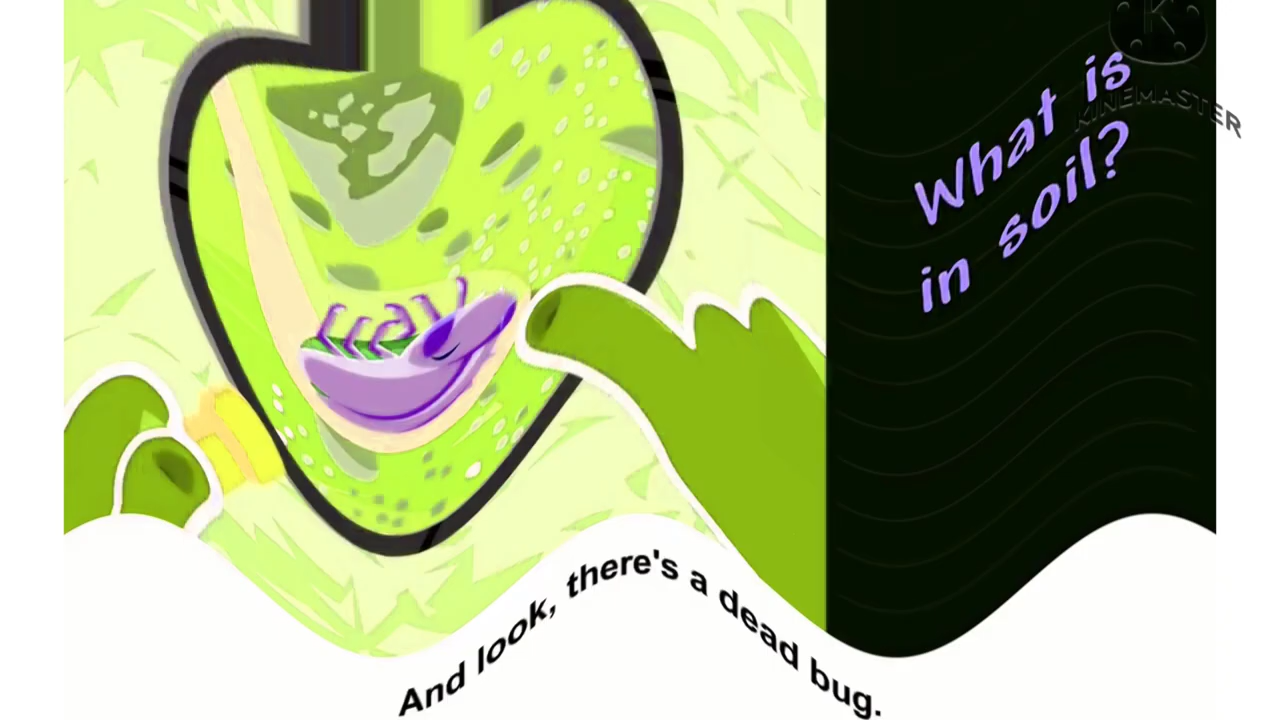 What is
in soil?
K
KINEMASTER
And look, there's a dead bug.